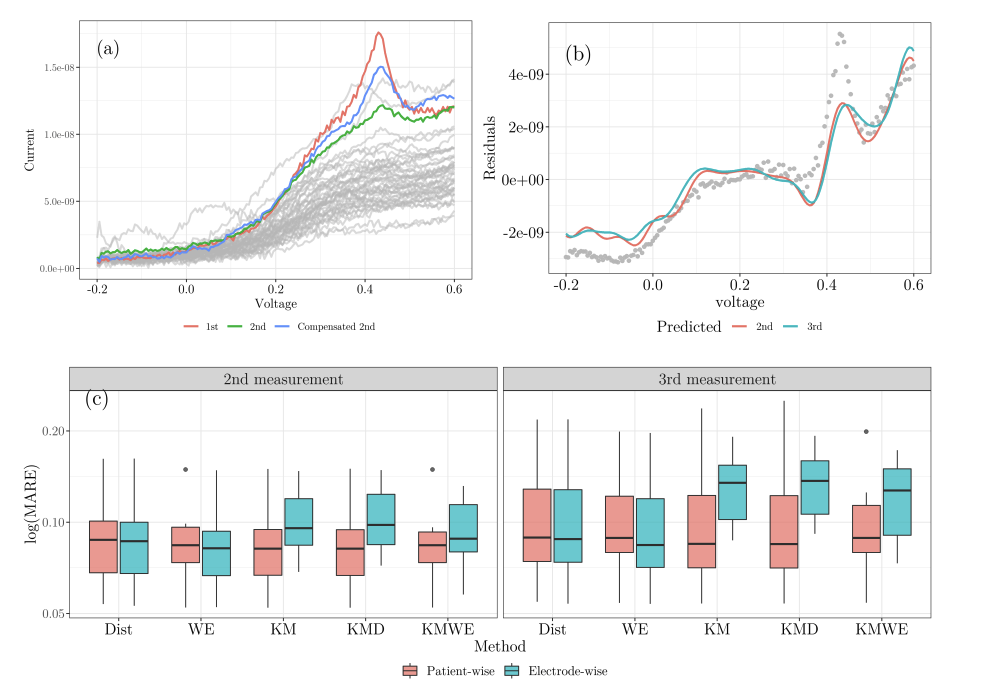 (a)
Current
1.5e-08
1.0e-08
5.0e-09
0.0e+00
-0.2 0.0 0.2 0.4 0.6
Voltage
1st 2nd Compensated 2nd
(b)
Residuals
4e-09
2e-09
0e+00
-2e-09
-0.2 0.0 0.2 0.4 0.6
voltage
Predicted 2nd 3rd
2nd measurement 3rd measurement
(c)
log(MARE)
0.20
0.10
0.05
Dist WE KM KMD KMWE Dist WE KM KMD KMWE
Method
Patient-wise Electrode-wise